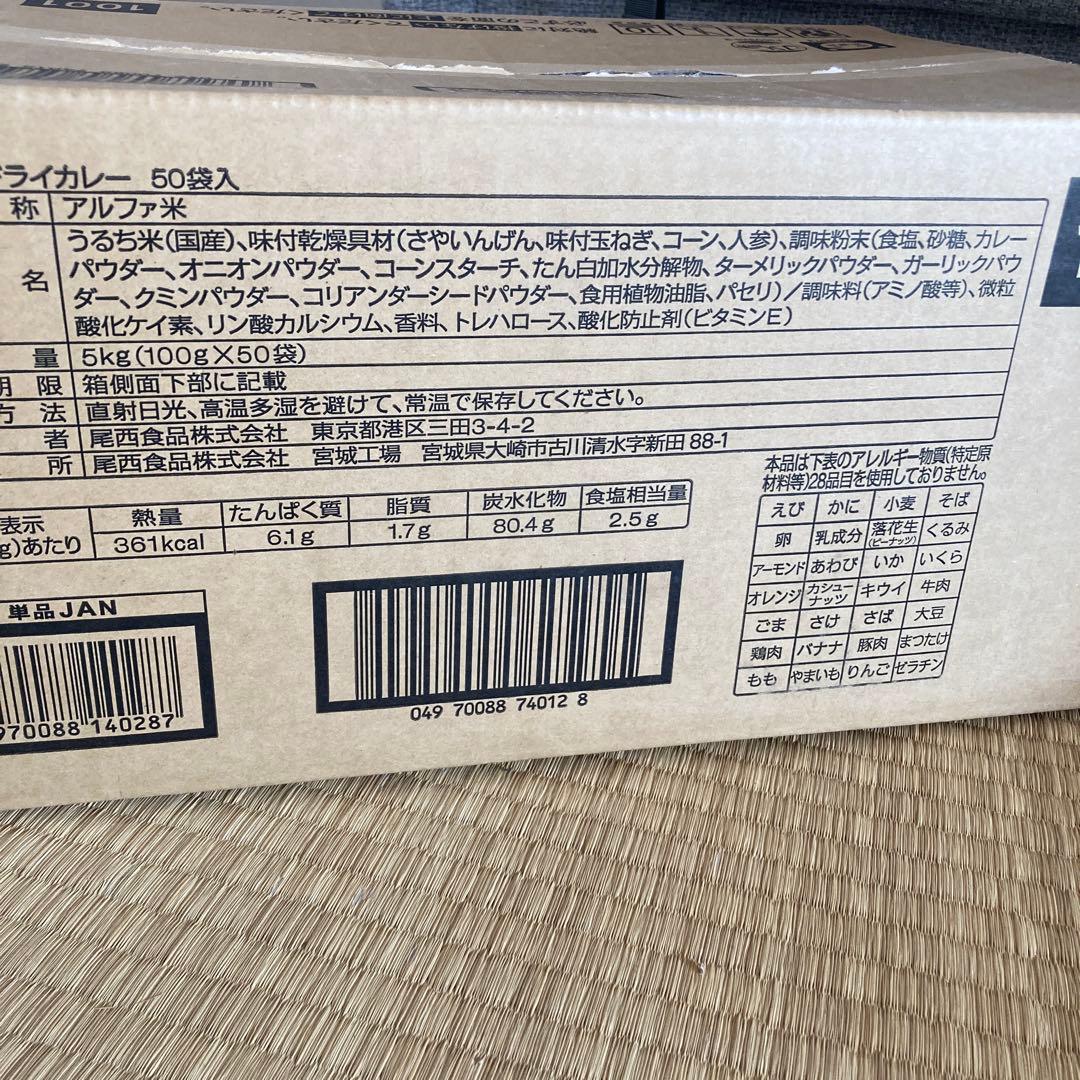 1001
ドライカレー 50袋入
称 アルファ米
名 うるち米(国産)、味付乾燥具材(さやいんげん、味付玉ねぎ、コーン、人参)、調味粉末(食塩、砂糖、カレー
パウダー、オニオンパウダー、コーンスターチ、たん白加水分解物、ターメリックパウダー、ガーリックパウ
ダー、クミンパウダー、コリアンダーシードパウダー、食用植物油脂、パセリ)/調味料(アミノ酸等)、微粒
酸化ケイ素、リン酸カルシウム、香料、トレハロース、酸化防止剤(ビタミンE)
量 5kg(100g×50袋)
期限 箱側面下部に記載
方法 直射日光、高温多湿を避けて、常温で保存してください。
者 尾西食品株式会社 東京都港区三田3-4-2
所 尾西食品株式会社 宮城工場 宮城県大崎市古川清水字新田88-1
表示 熱量 たんぱく質 脂質 炭水化物 食塩相当量
g)あたり 361kcal 6.1g 1.7g 80.4g 2.5g
本品は下表のアレルギー物質(特定原
材料等)28品目を使用しておりません。
えび かに 小麦 そば
卵 乳成分 落花生(ピーナッツ) くるみ
アーモンド あわび いか いくら
オレンジ カシューナッツ キウイ 牛肉
ごま さけ さば 大豆
鶏肉 バナナ 豚肉 まつたけ
もも やまいも りんご ゼラチン
単品JAN
970088 140287
049 70088 74012 8